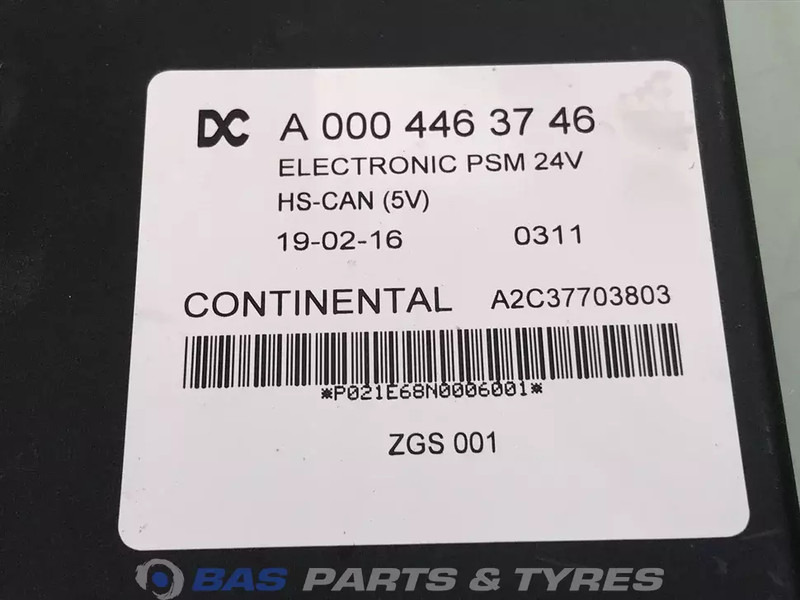 DC A 000 446 37 46
ELECTRONIC PSM 24V
HS-CAN (5V)
19-02-16 0311
CONTINENTAL A2C37703803
*P021E68N0006001*
ZGS 001
BAS PARTS & TYRES